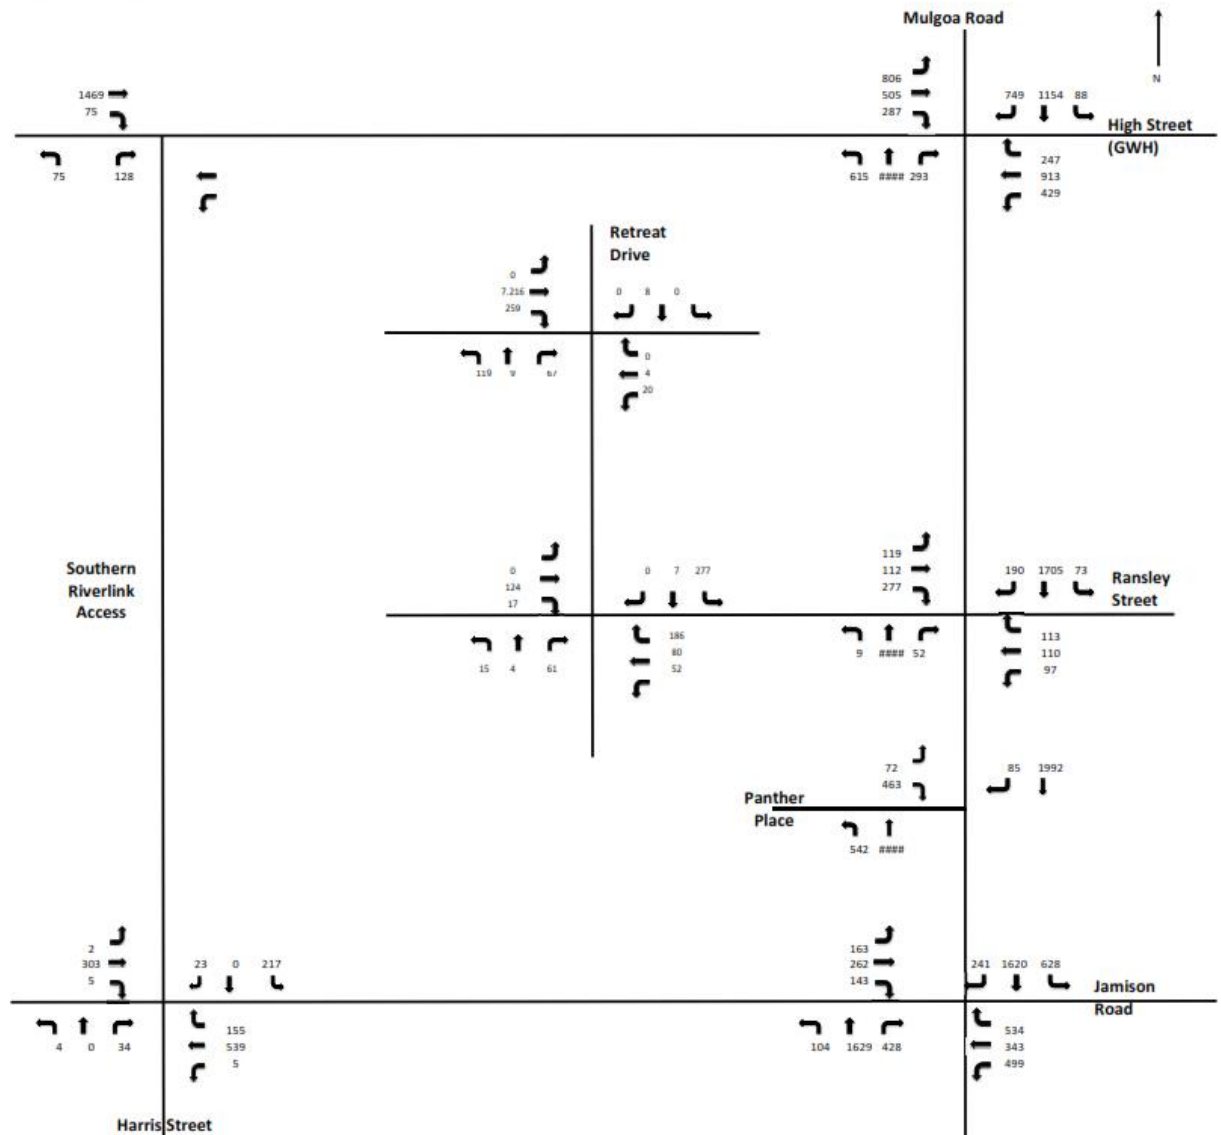 Mulgoa Road
N
1469
75
75 128
806
505
287
749 1154 88
High Street
(GWH)
615 #### 293
247
913
429
Retreat
Drive
0
7.216
259
0 8 0
119 9 67
0
4
20
Southern
Riverlink
Access
0
124
17
0 7 277
15 4 61
186
80
52
119
112
277
190 1705 73
Ransley
Street
9 #### 52
113
110
97
72
463
85 1992
Panther
Place
542 ####
2
303
5
23 0 217
4 0 34
155
539
5
163
262
143
241 1620 628
Jamison
Road
104 1629 428
534
343
499
Harris Street